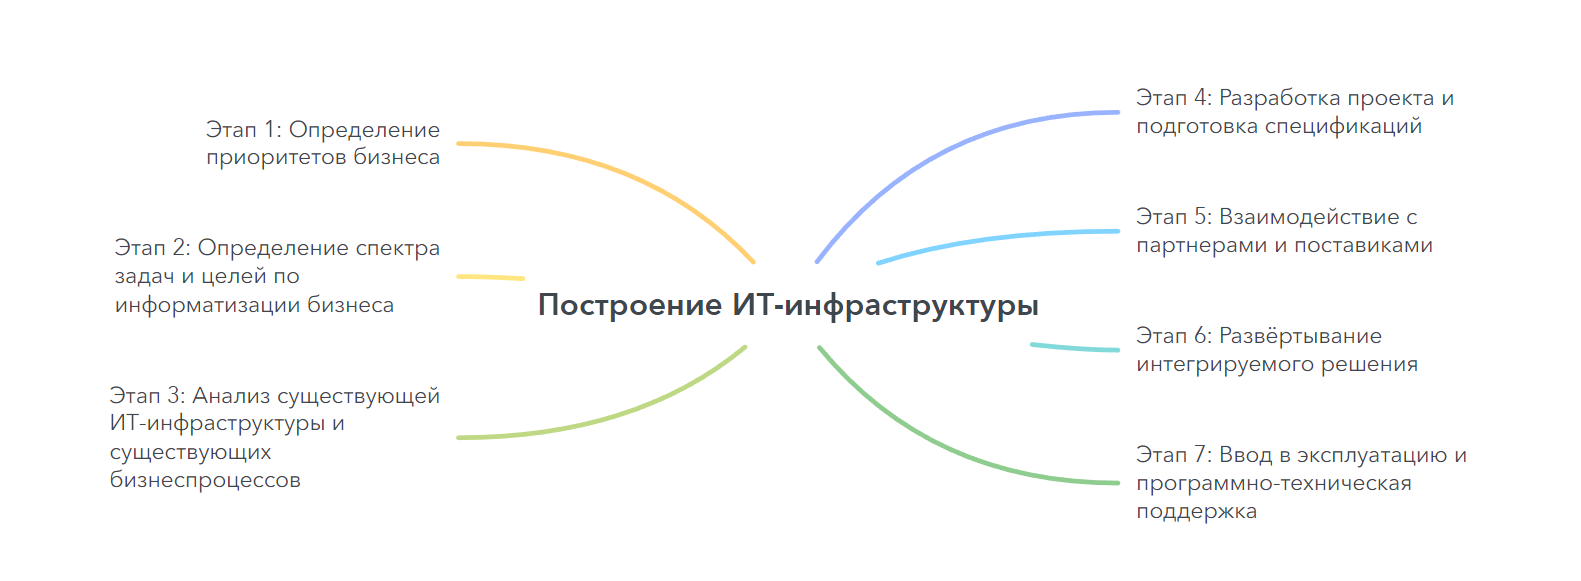 Этап 1: Определение
приоритетов бизнеса
Этап 2: Определение спектра
задач и целей по
информатизации бизнеса
Этап 3: Анализ существующей
ИТ-инфраструктуры и
существующих
бизнеспроцессов
Построение ИТ-инфраструктуры
Этап 4: Разработка проекта и
подготовка спецификаций
Этап 5: Взаимодействие с
партнерами и поставиками
Этап 6: Развёртывание
интегрируемого решения
Этап 7: Ввод в эксплуатацию и
программно-техническая
поддержка